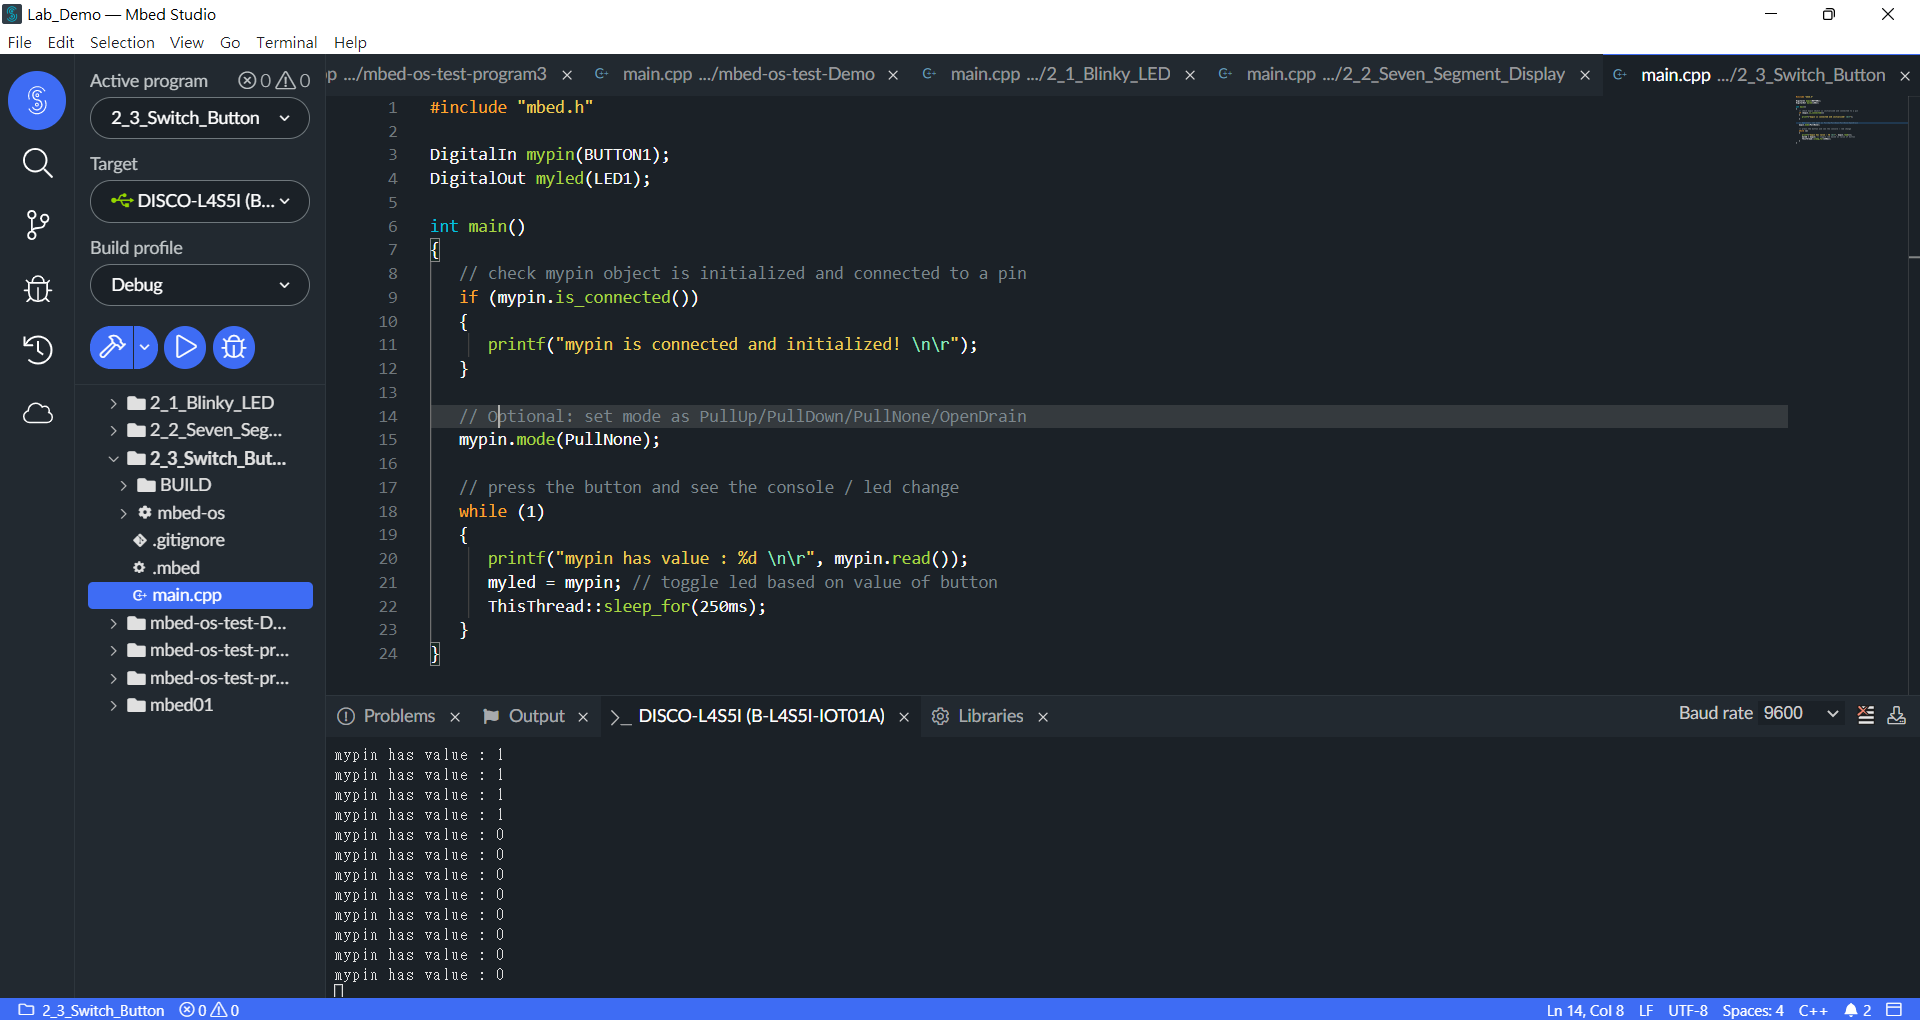 Lab_Demo — Mbed Studio
File Edit Selection View Go Terminal Help
Active program 0 0
2_3_Switch_Button
Target
DISCO-L4S5I (B...
Build profile
Debug
2_1_Blinky_LED
2_2_Seven_Seg...
2_3_Switch_But...
BUILD
mbed-os
.gitignore
.mbed
main.cpp
mbed-os-test-D...
mbed-os-test-pr...
mbed-os-test-pr...
mbed01
p .../mbed-os-test-program3 main.cpp .../mbed-os-test-Demo main.cpp .../2_1_Blinky_LED main.cpp .../2_2_Seven_Segment_Display main.cpp .../2_3_Switch_Button
1 #include "mbed.h"
2
3 DigitalIn mypin(BUTTON1);
4 DigitalOut myled(LED1);
5
6 int main()
7 {
8 // check mypin object is initialized and connected to a pin
9 if (mypin.is_connected())
10 {
11 printf("mypin is connected and initialized! \n\r");
12 }
13
14 // Optional: set mode as PullUp/PullDown/PullNone/OpenDrain
15 mypin.mode(PullNone);
16
17 // press the button and see the console / led change
18 while (1)
19 {
20 printf("mypin has value : %d \n\r", mypin.read());
21 myled = mypin; // toggle led based on value of button
22 ThisThread::sleep_for(250ms);
23 }
24 }
Problems Output DISCO-L4S5I (B-L4S5I-IOT01A) Libraries Baud rate 9600
mypin has value : 1
mypin has value : 1
mypin has value : 1
mypin has value : 1
mypin has value : 0
mypin has value : 0
mypin has value : 0
mypin has value : 0
mypin has value : 0
mypin has value : 0
mypin has value : 0
mypin has value : 0
2_3_Switch_Button 0 0 Ln 14, Col 8 LF UTF-8 Spaces: 4 C++ 2